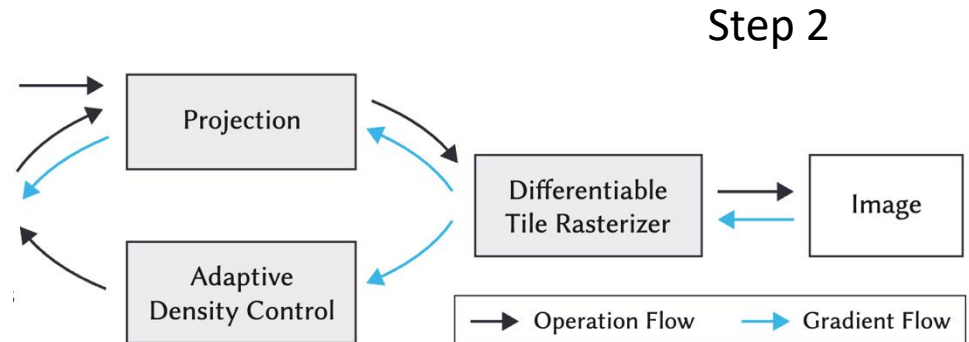 Step 2
Projection
Differentiable
Tile Rasterizer
Image
Adaptive
Density Control
Operation Flow
Gradient Flow